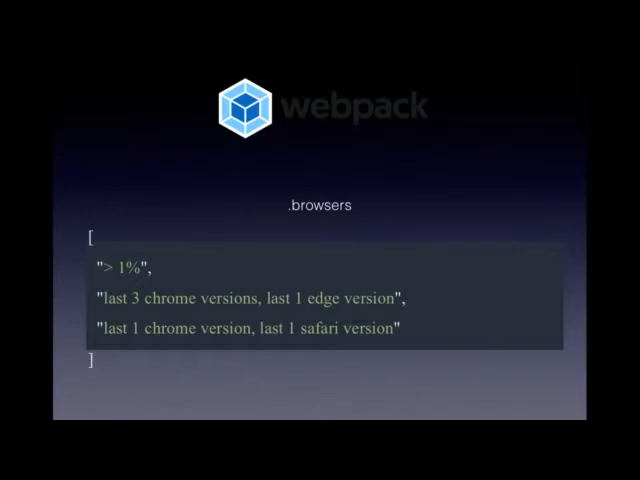 webpack
.browsers
[
"> 1%",
"last 3 chrome versions, last 1 edge version",
"last 1 chrome version, last 1 safari version"
]